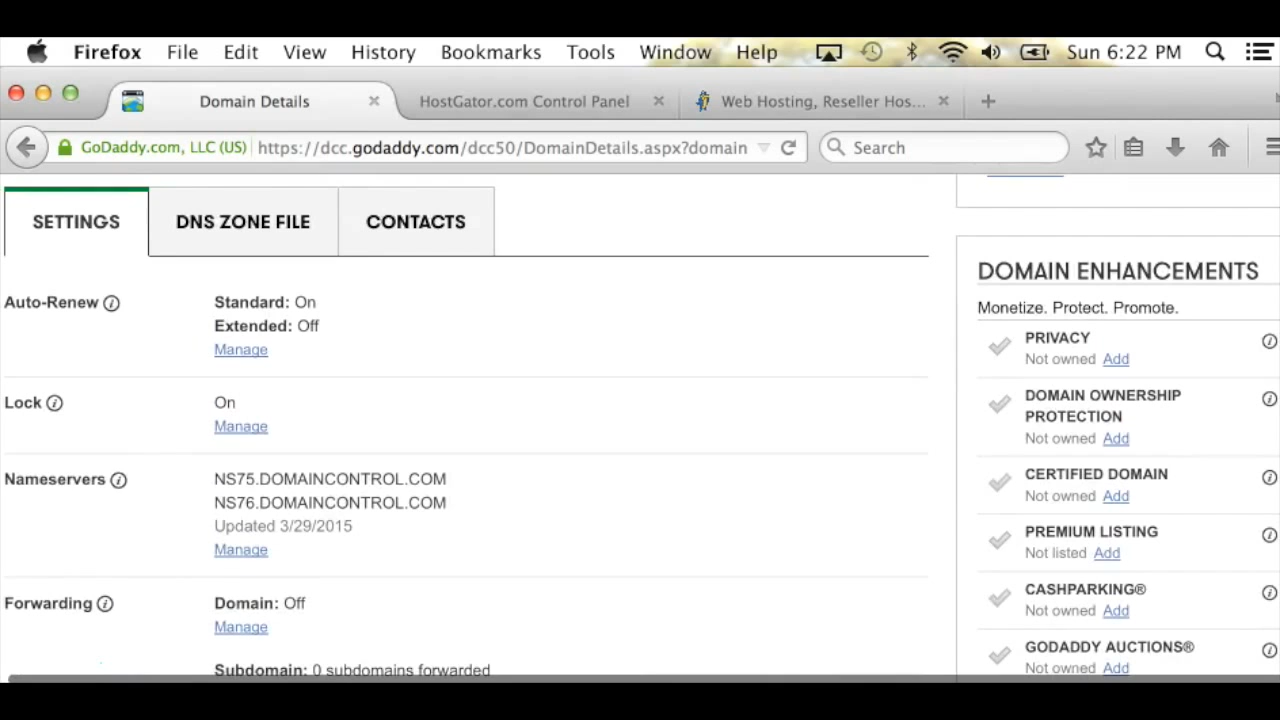 Firefox File Edit View History Bookmarks Tools Window Help Sun 6:22 PM
Domain Details HostGator.com Control Panel Web Hosting, Reseller Hos...
GoDaddy.com, LLC (US) https://dcc.godaddy.com/dcc50/DomainDetails.aspx?domain Search
SETTINGS DNS ZONE FILE CONTACTS
Auto-Renew
Standard: On
Extended: Off
Manage
Lock
On
Manage
Nameservers
NS75.DOMAINCONTROL.COM
NS76.DOMAINCONTROL.COM
Updated 3/29/2015
Manage
Forwarding
Domain: Off
Manage
Subdomain: 0 subdomains forwarded
DOMAIN ENHANCEMENTS
Monetize. Protect. Promote.
PRIVACY
Not owned Add
DOMAIN OWNERSHIP
PROTECTION
Not owned Add
CERTIFIED DOMAIN
Not owned Add
PREMIUM LISTING
Not listed Add
CASHPARKING®
Not owned Add
GODADDY AUCTIONS®
Not owned Add